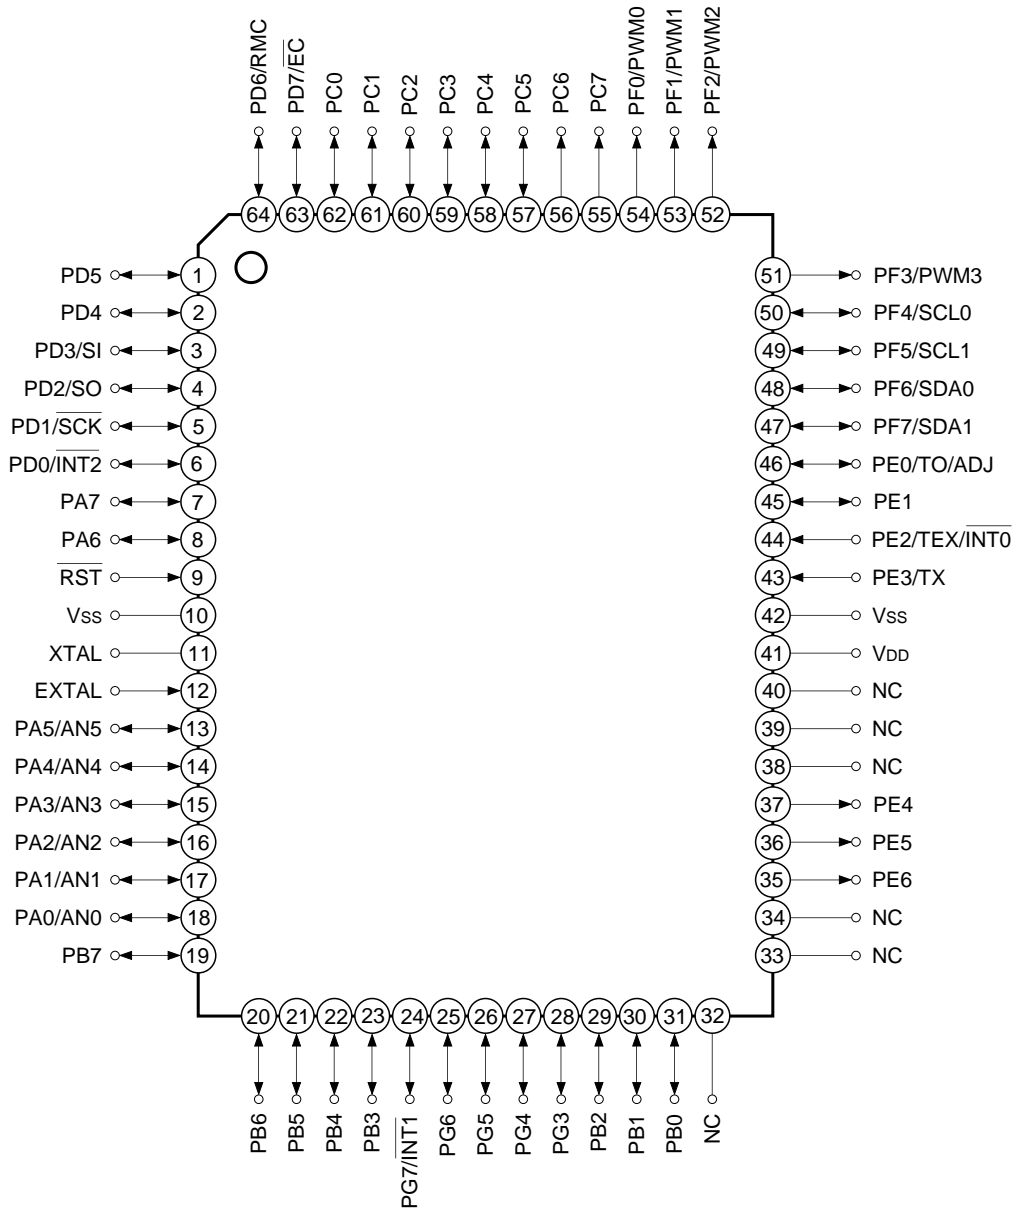 PD6/RMC
PD7/EC
PC0
PC1
PC2
PC3
PC4
PC5
PC6
PC7
PF0/PWM0
PF1/PWM1
PF2/PWM2
64 63 62 61 60 59 58 57 56 55 54 53 52
PD5 1
PD4 2
PD3/SI 3
PD2/SO 4
PD1/SCK 5
PD0/INT2 6
PA7 7
PA6 8
RST 9
Vss 10
XTAL 11
EXTAL 12
PA5/AN5 13
PA4/AN4 14
PA3/AN3 15
PA2/AN2 16
PA1/AN1 17
PA0/AN0 18
PB7 19
51 PF3/PWM3
50 PF4/SCL0
49 PF5/SCL1
48 PF6/SDA0
47 PF7/SDA1
46 PE0/TO/ADJ
45 PE1
44 PE2/TEX/INT0
43 PE3/TX
42 Vss
41 VDD
40 NC
39 NC
38 NC
37 PE4
36 PE5
35 PE6
34 NC
33 NC
20 21 22 23 24 25 26 27 28 29 30 31 32
PB6
PB5
PB4
PB3
PG7/INT1
PG6
PG5
PG4
PG3
PB2
PB1
PB0
NC